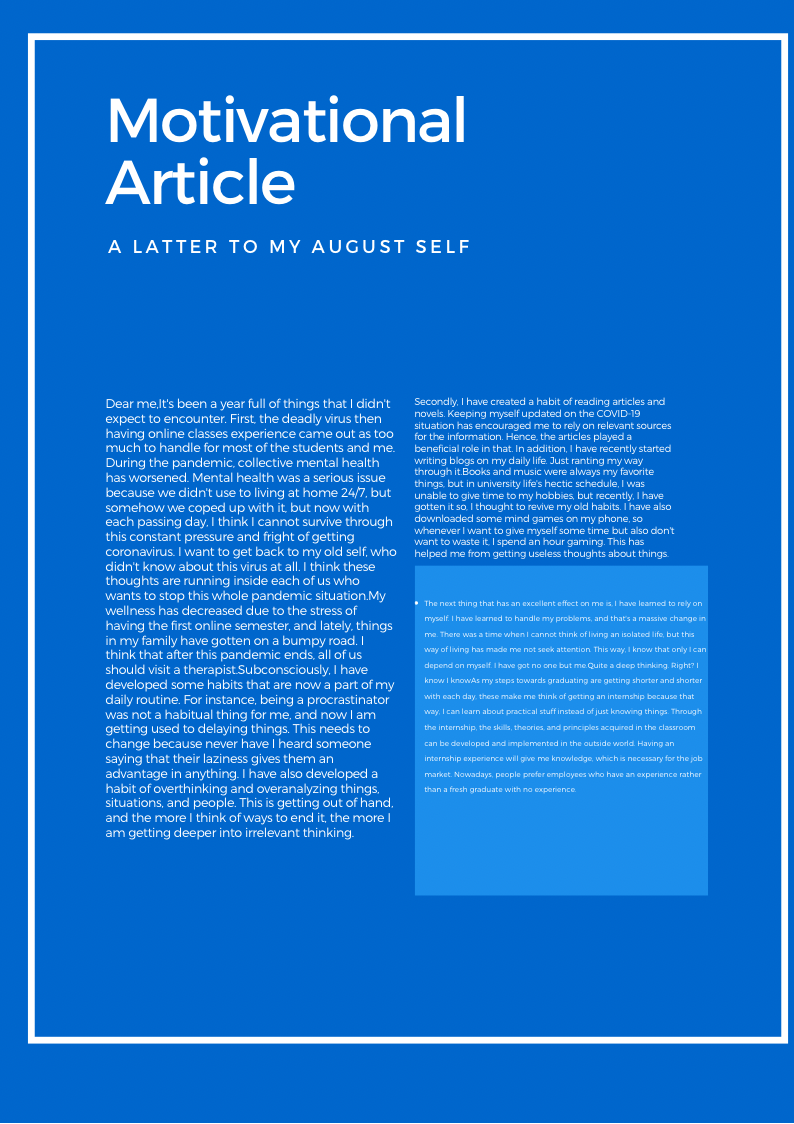 Motivational
Article
A LATTER TO MY AUGUST SELF
Dear me,It's been a year full of things that I didn't
expect to encounter. First, the deadly virus then
having online classes experience came out as too
much to handle for most of the students and me.
During the pandemic, collective mental health
has worsened. Mental health was a serious issue
because we didn't use to living at home 24/7, but
somehow we coped up with it, but now with
each passing day, I think I cannot survive through
this constant pressure and fright of getting
coronavirus. I want to get back to my old self, who
didn't know about this virus at all. I think these
thoughts are running inside each of us who
wants to stop this whole pandemic situation.My
wellness has decreased due to the stress of
having the first online semester, and lately, things
in my family have gotten on a bumpy road. I
think that after this pandemic ends, all of us
should visit a therapist.Subconsciously, I have
developed some habits that are now a part of my
daily routine. For instance, being a procrastinator
was not a habitual thing for me, and now I am
getting used to delaying things. This needs to
change because never have I heard someone
saying that their laziness gives them an
advantage in anything. I have also developed a
habit of overthinking and overanalyzing things,
situations, and people. This is getting out of hand,
and the more I think of ways to end it, the more I
am getting deeper into irrelevant thinking.
Secondly, I have created a habit of reading articles and
novels. Keeping myself updated on the COVID-19
situation has encouraged me to rely on relevant sources
for the information. Hence, the articles played a
beneficial role in that. In addition, I have recently started
writing blogs on my daily life. Just ranting my way
through it.Books and music were always my favorite
things, but in university life's hectic schedule, I was
unable to give time to my hobbies, but recently, I have
gotten it so, I thought to revive my old habits. I have also
downloaded some mind games on my phone, so
whenever I want to give myself some time but also don't
want to waste it, I spend an hour gaming. This has
helped me from getting useless thoughts about things.
• The next thing that has an excellent effect on me is, I have learned to rely on
myself. I have learned to handle my problems, and that's a massive change in
me. There was a time when I cannot think of living an isolated life, but this
way of living has made me not seek attention. This way, I know that only I can
depend on myself. I have got no one but me.Quite a deep thinking. Right? I
know I knowAs my steps towards graduating are getting shorter and shorter
with each day, these make me think of getting an internship because that
way, I can learn about practical stuff instead of just knowing things. Through
the internship, the skills, theories, and principles acquired in the classroom
can be developed and implemented in the outside world. Having an
internship experience will give me knowledge, which is necessary for the job
market. Nowadays, people prefer employees who have an experience rather
than a fresh graduate with no experience.